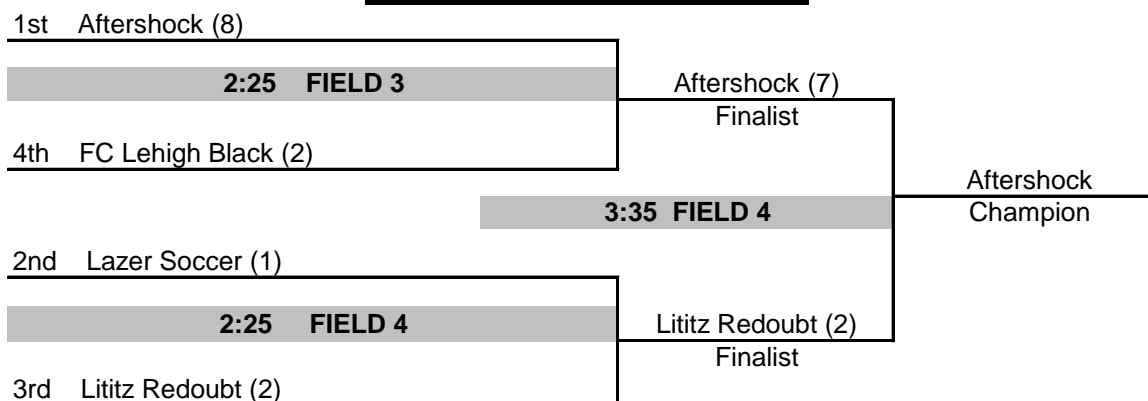 1st Aftershock (8)
2:25 FIELD 3
Aftershock (7)
Finalist
4th FC Lehigh Black (2)
Aftershock
3:35 FIELD 4
Champion
2nd Lazer Soccer (1)
2:25 FIELD 4
Lititz Redoubt (2)
Finalist
3rd Lititz Redoubt (2)